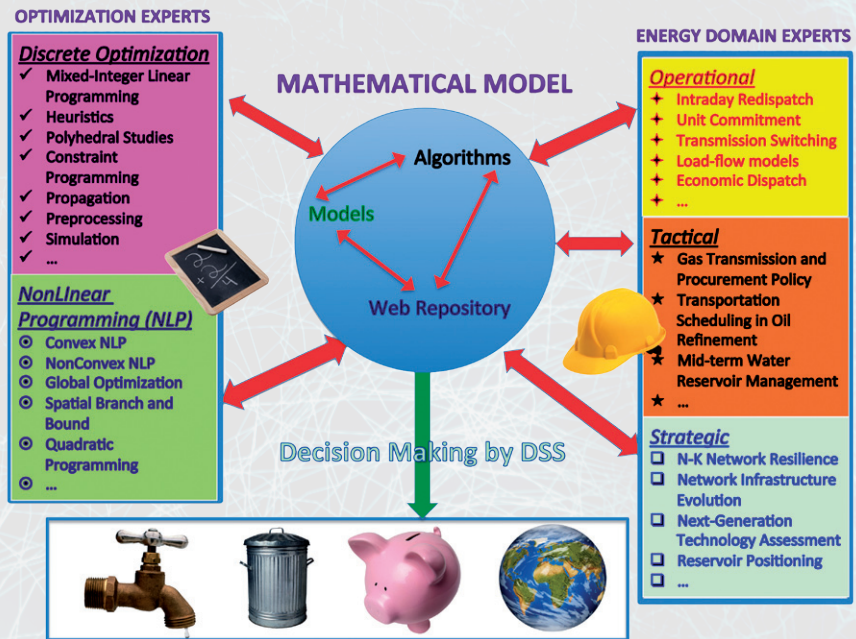 OPTIMIZATION EXPERTS
Discrete Optimization
✓ Mixed-Integer Linear
Programming
✓ Heuristics
✓ Polyhedral Studies
✓ Constraint
Programming
✓ Propagation
✓ Preprocessing
✓ Simulation
✓ ...
NonLInear
Programming (NLP)
Convex NLP
NonConvex NLP
Global Optimization
Spatial Branch and
Bound
Quadratic
Programming
...
MATHEMATICAL MODEL
Algorithms
Models
Web Repository
Decision Making by DSS
ENERGY DOMAIN EXPERTS
Operational
Intraday Redispatch
Unit Commitment
Transmission Switching
Load-flow models
Economic Dispatch
...
Tactical
★ Gas Transmission and
Procurement Policy
★ Transportation
Scheduling in Oil
Refinement
★ Mid-term Water
Reservoir Management
★ ...
Strategic
❑ N-K Network Resilience
❑ Network Infrastructure
Evolution
❑ Next-Generation
Technology Assessment
❑ Reservoir Positioning
❑ ...